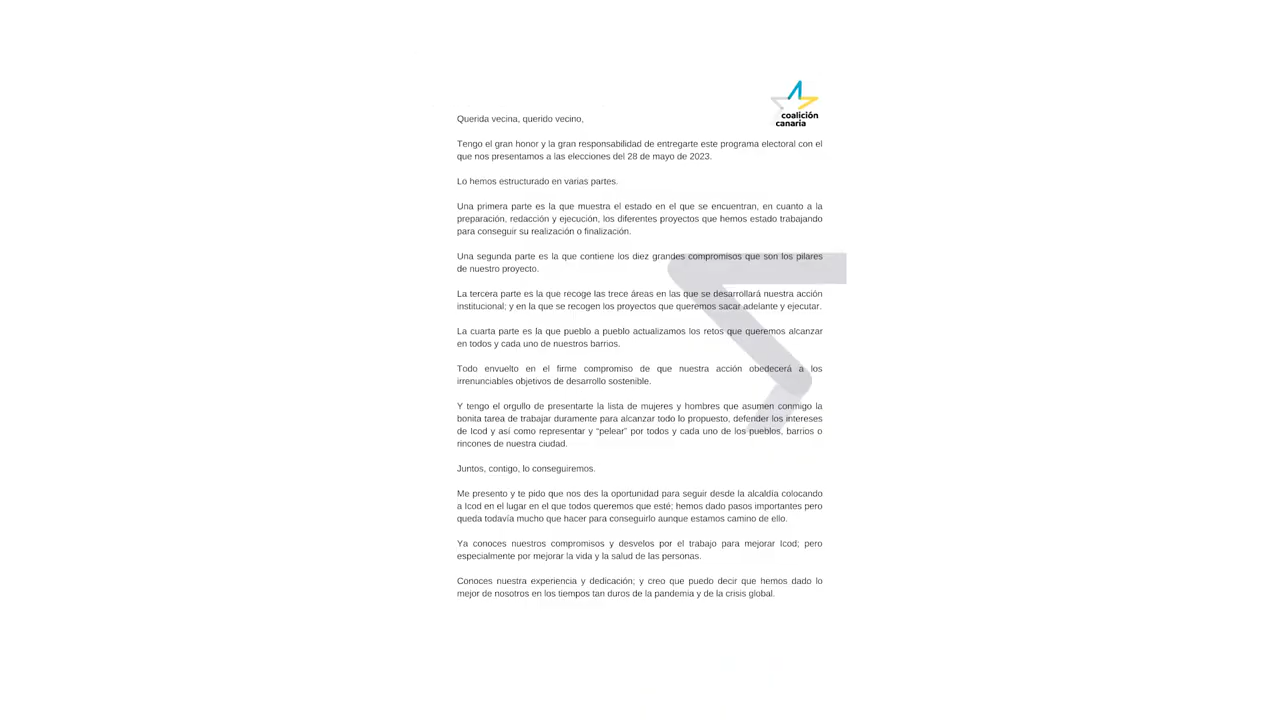 coalición
canaria
Querida vecina, querido vecino,
Tengo el gran honor y la gran responsabilidad de entregarte este programa electoral con el
que nos presentamos a las elecciones del 28 de mayo de 2023.
Lo hemos estructurado en varias partes.
Una primera parte es la que muestra el estado en el que se encuentran, en cuanto a la
preparación, redacción y ejecución, los diferentes proyectos que hemos estado trabajando
para conseguir su realización o finalización.
Una segunda parte es la que contiene los diez grandes compromisos que son los pilares
de nuestro proyecto.
La tercera parte es la que recoge las trece áreas en las que se desarrollará nuestra acción
institucional; y en la que se recogen los proyectos que queremos sacar adelante y ejecutar.
La cuarta parte es la que pueblo a pueblo actualizamos los retos que queremos alcanzar
en todos y cada uno de nuestros barrios.
Todo envuelto en el firme compromiso de que nuestra acción obedecerá a los
irrenunciables objetivos de desarrollo sostenible.
Y tengo el orgullo de presentarte la lista de mujeres y hombres que asumen conmigo la
bonita tarea de trabajar duramente para alcanzar todo lo propuesto, defender los intereses
de Icod y así como representar y “pelear” por todos y cada uno de los pueblos, barrios o
rincones de nuestra ciudad.
Juntos, contigo, lo conseguiremos.
Me presento y te pido que nos des la oportunidad para seguir desde la alcaldía colocando
a Icod en el lugar en el que todos queremos que esté; hemos dado pasos importantes pero
queda todavía mucho que hacer para conseguirlo aunque estamos camino de ello.
Ya conoces nuestros compromisos y desvelos por el trabajo para mejorar Icod; pero
especialmente por mejorar la vida y la salud de las personas.
Conoces nuestra experiencia y dedicación; y creo que puedo decir que hemos dado lo
mejor de nosotros en los tiempos tan duros de la pandemia y de la crisis global.